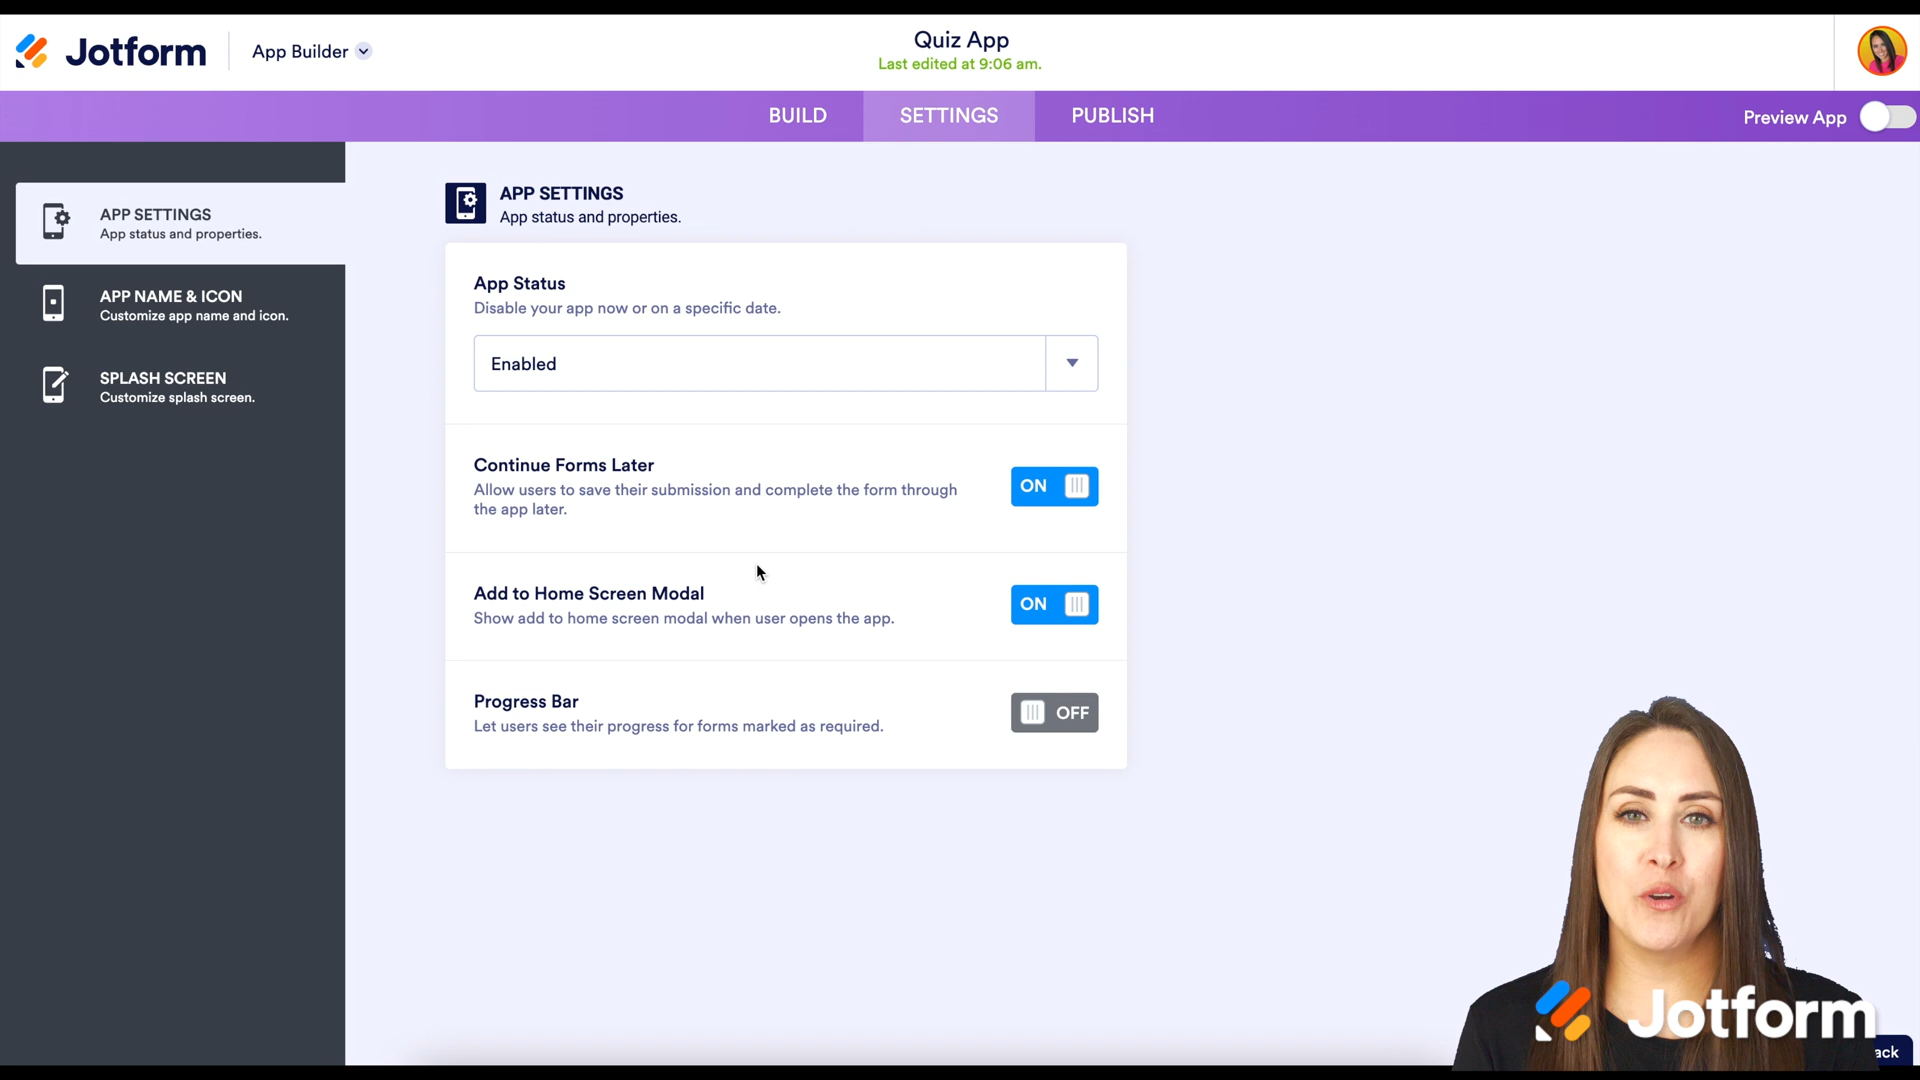 Jotform
App Builder
Quiz App
Last edited at 9:06 am.
BUILD
SETTINGS
PUBLISH
Preview App
APP SETTINGS
App status and properties.
APP NAME & ICON
Customize app name and icon.
SPLASH SCREEN
Customize splash screen.
APP SETTINGS
App status and properties.
App Status
Disable your app now or on a specific date.
Enabled
Continue Forms Later
Allow users to save their submission and complete the form through
the app later.
ON
Add to Home Screen Modal
Show add to home screen modal when user opens the app.
ON
Progress Bar
Let users see their progress for forms marked as required.
OFF
Jotform